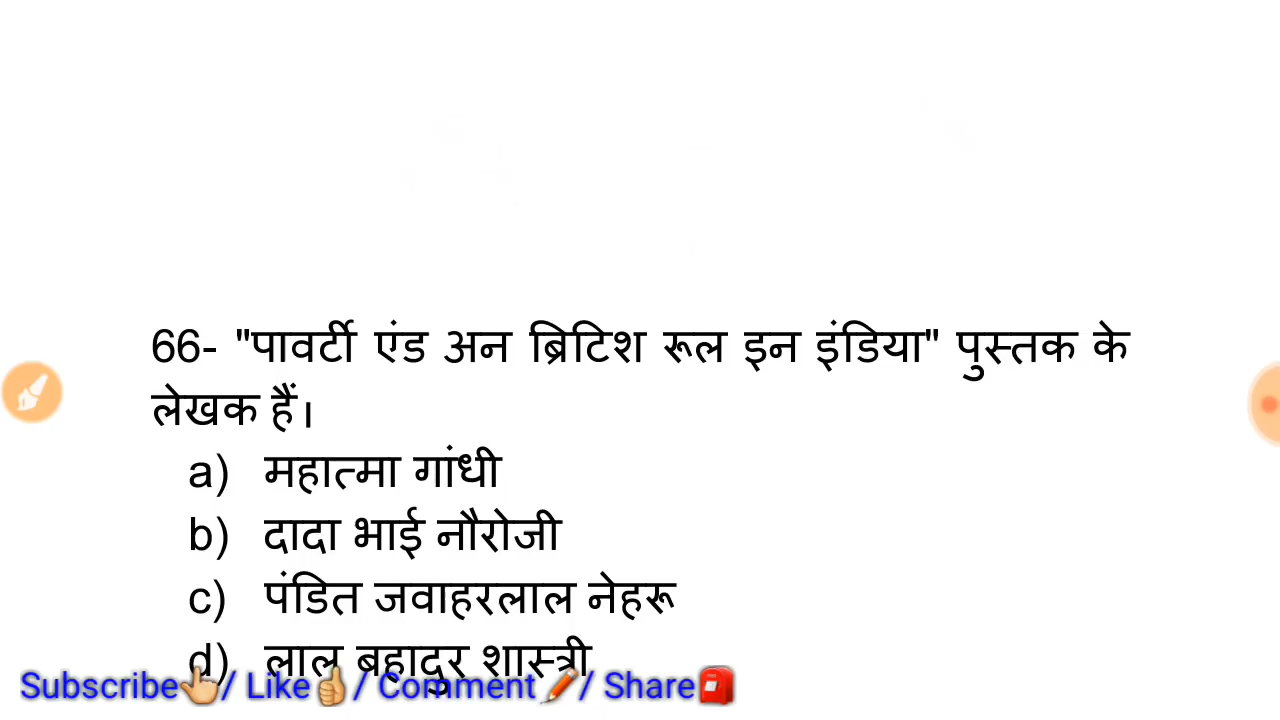 66- "पावर्टी एंड अन ब्रिटिश रूल इन इंडिया" पुस्तक के
लेखक हैं।
a) महात्मा गांधी
b) दादा भाई नौरोजी
c) पंडित जवाहरलाल नेहरू
d) लाल बहादुर शास्त्री
Subscribe👆/ Like👍/ Comment✏️/ Share📮